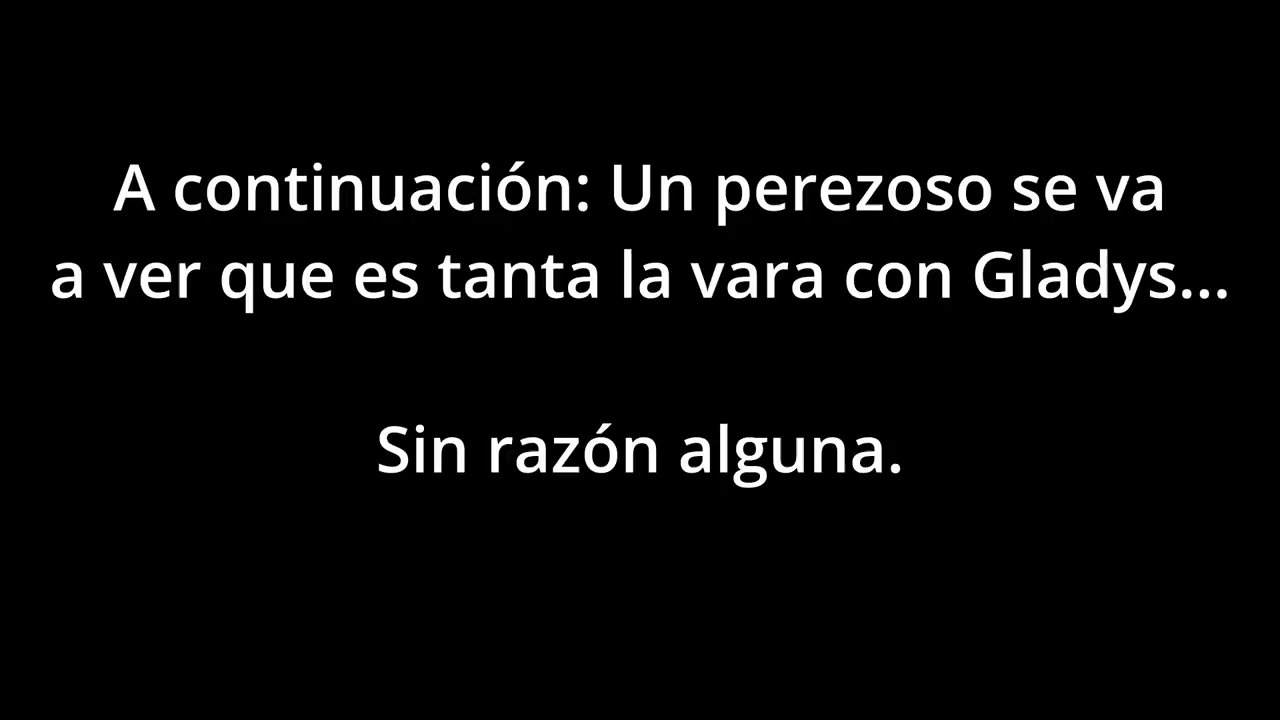 A continuación: Un perezoso se va
a ver que es tanta la vara con Gladys...
Sin razón alguna.